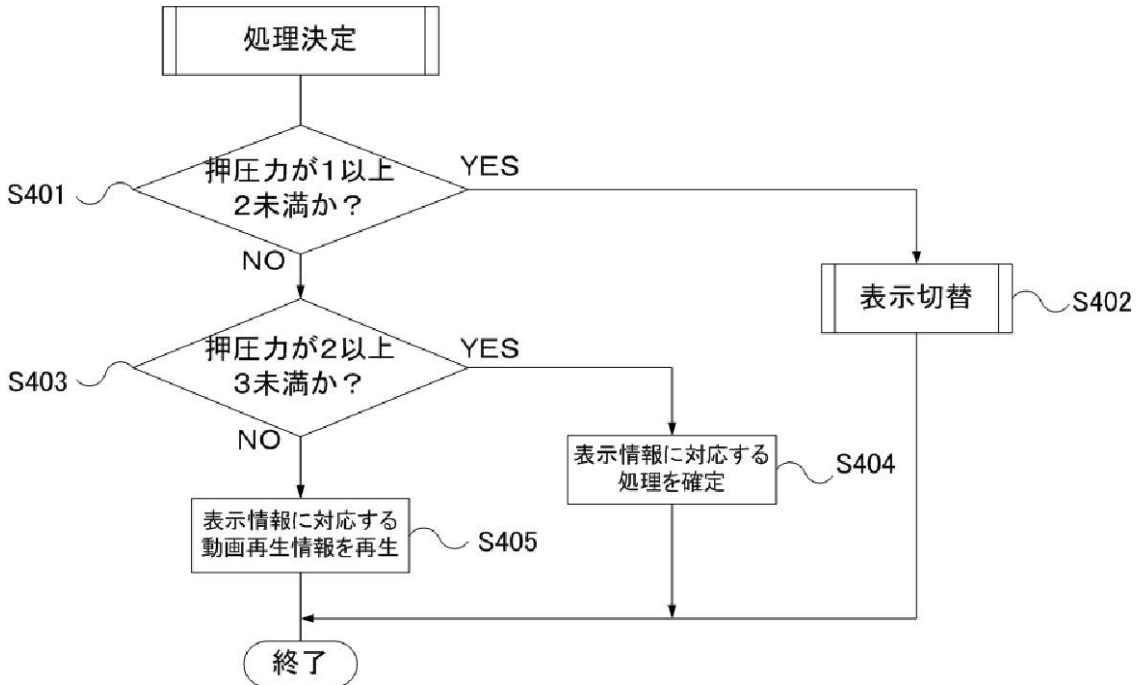 処理決定
押圧力が1以上
2未満か？
YES
S401
NO
表示切替
S402
押圧力が2以上
3未満か？
YES
S403
NO
表示情報に対応する
処理を確定
S404
表示情報に対応する
動画再生情報を再生
S405
終了